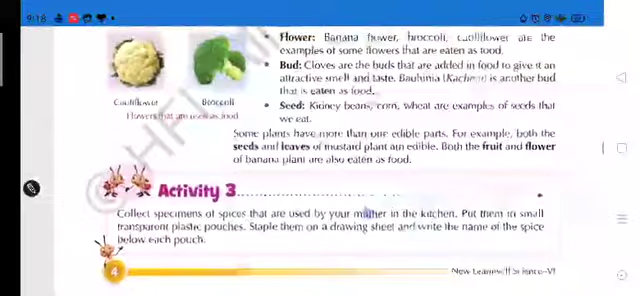 9:18
• Flower: Banana flower, broccoli, cauliflower are the
examples of some flowers that are eaten as food.
• Bud: Cloves are the buds that are added in food to give it an
attractive smell and taste. Bauhinia (Kachnar) is another bud
that is eaten as food.
Cauliflower Broccoli
Flowers that are used as food
• Seed: Kidney beans, corn, wheat are examples of seeds that
we eat.
Some plants have more than one edible parts. For example, both the
seeds and leaves of mustard plant are edible. Both the fruit and flower
of banana plant are also eaten as food.
Activity 3
Collect specimens of spices that are used by your mother in the kitchen. Put them in small
transparent plastic pouches. Staple them on a drawing sheet and write the name of the spice
below each pouch.
4
Science-VI